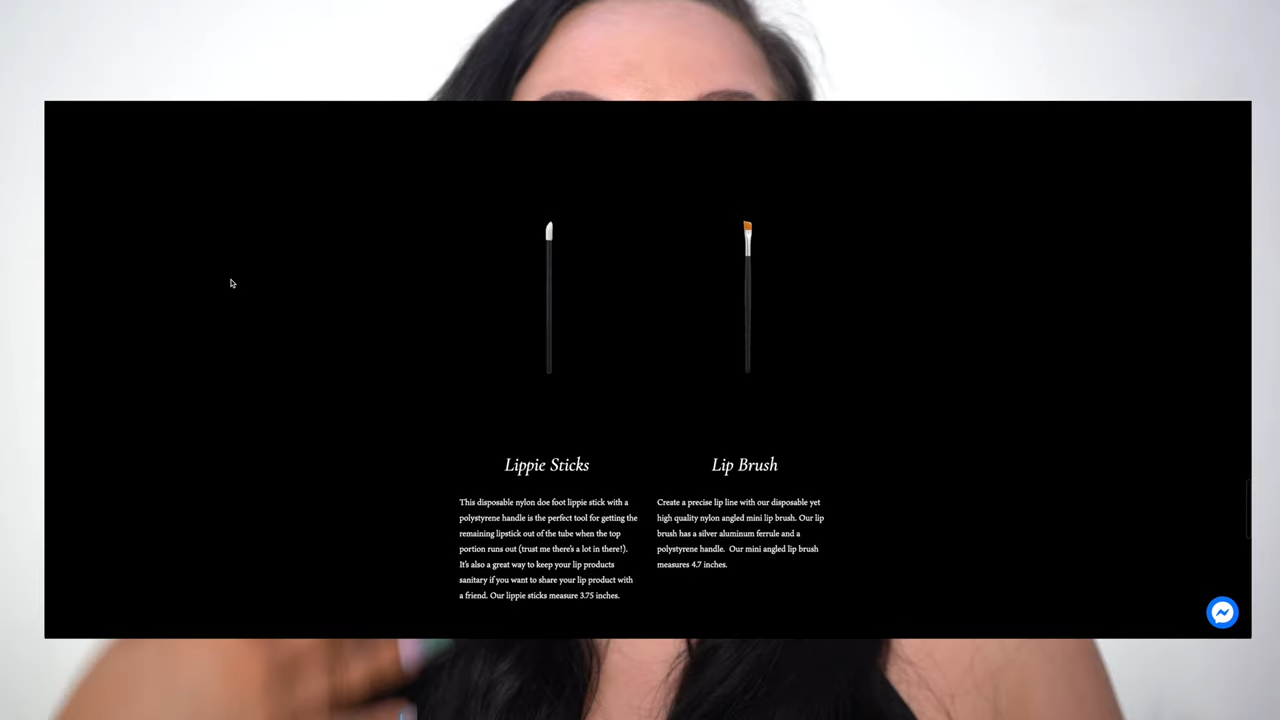 Lippie Sticks
This disposable nylon doe foot lippie stick with a
polystyrene handle is the perfect tool for getting the
remaining lipstick out of the tube when the top
portion runs out (trust me there's a lot in there!).
It's also a great way to keep your lip products
sanitary if you want to share your lip product with
a friend. Our lippie sticks measure 3.75 inches.
Lip Brush
Create a precise lip line with our disposable yet
high quality nylon angled mini lip brush. Our lip
brush has a silver aluminum ferrule and a
polystyrene handle.  Our mini angled lip brush
measures 4.7 inches.